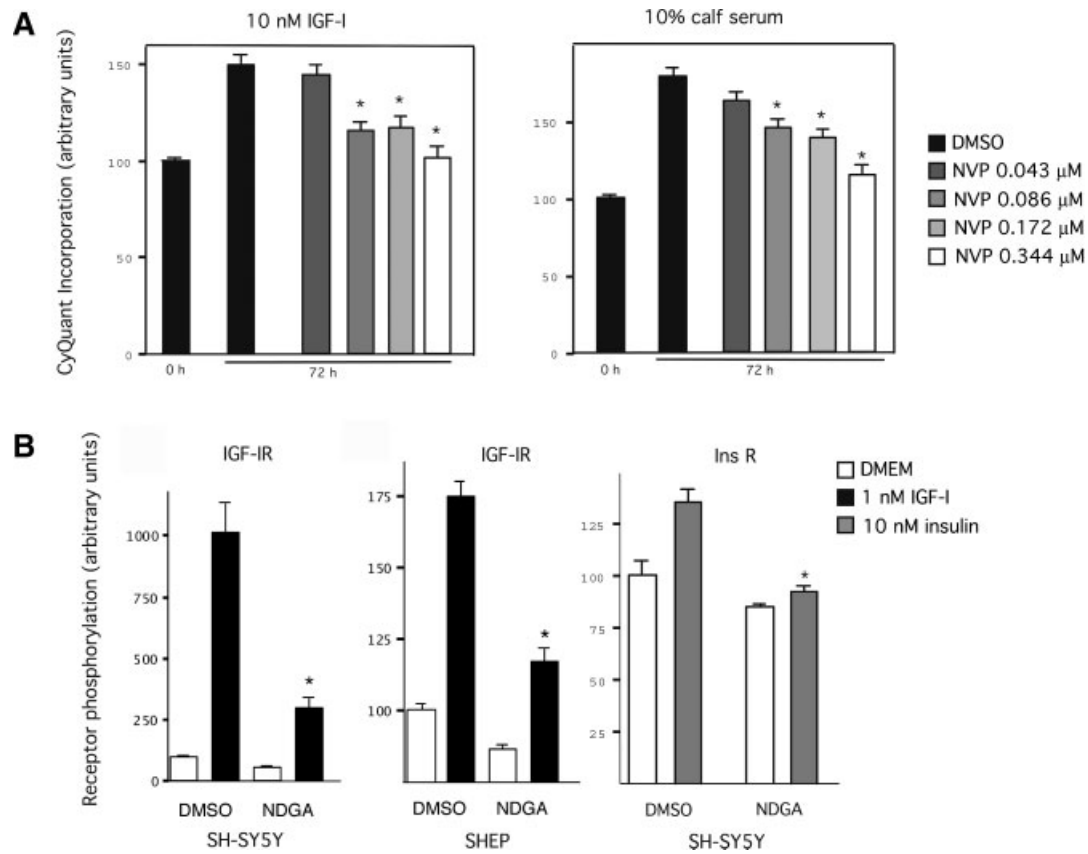 A
10 nM IGF-I
10% calf serum
CyQuant Incorporation (arbitrary units)
150
100
50
0
0 h
72 h
150
100
50
0
0 h
72 h
DMSO
NVP 0.043 μM
NVP 0.086 μM
NVP 0.172 μM
NVP 0.344 μM
* * *
* * *
B
Receptor phosphorylation (arbitrary units)
IGF-IR
1000
750
500
250
0
*
DMSO NDGA
SH-SY5Y
IGF-IR
175
150
125
100
*
DMSO NDGA
SHEP
Ins R
125
100
75
50
25
*
DMSO NDGA
SH-SY5Y
DMEM
1 nM IGF-I
10 nM insulin